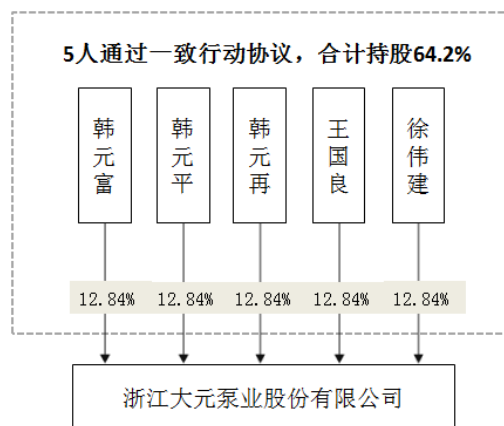 5人通过一致行动协议，合计持股64.2%
韩元富
韩元平
韩元再
王国良
徐伟建
12.84% 12.84% 12.84% 12.84% 12.84%
浙江大元泵业股份有限公司